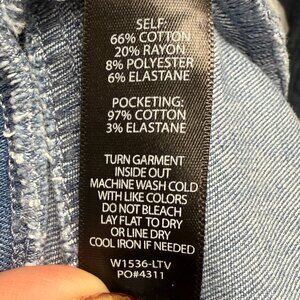 SELF:
66% COTTON
20% RAYON
8% POLYESTER
6% ELASTANE
POCKETING:
97% COTTON
3% ELASTANE
TURN GARMENT
INSIDE OUT
MACHINE WASH COLD
WITH LIKE COLORS
DO NOT BLEACH
LAY FLAT TO DRY
OR LINE DRY
COOL IRON IF NEEDED
W1536-LTV
PO#4311